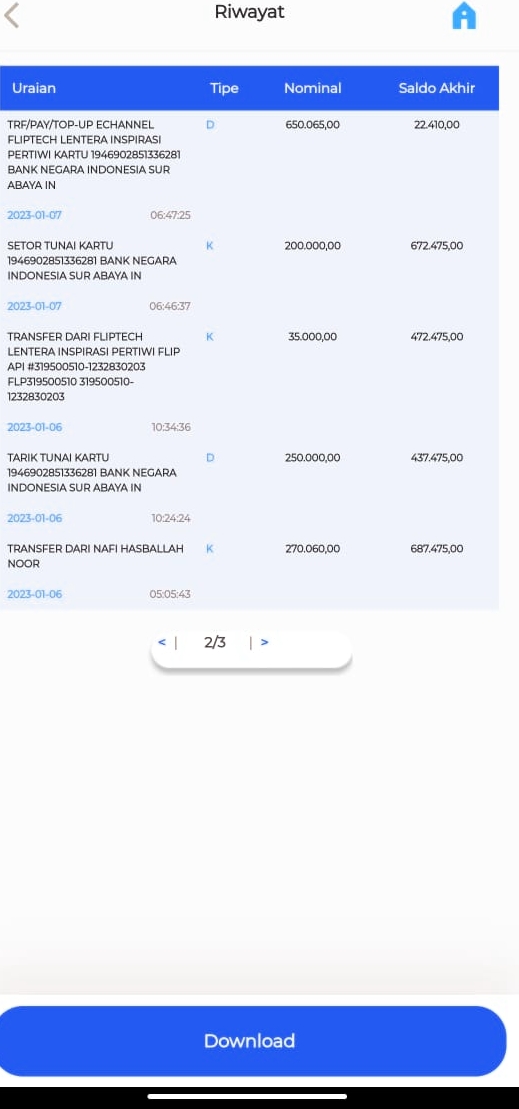 Riwayat
Uraian Tipe Nominal Saldo Akhir
TRF/PAY/TOP-UP ECHANNEL D 650.065,00 22.410,00
FLIPTECH LENTERA INSPIRASI
PERTIWI KARTU 1946902851336281
BANK NEGARA INDONESIA SUR
ABAYA IN
2023-01-07 06:47:25
SETOR TUNAI KARTU K 200.000,00 672.475,00
1946902851336281 BANK NEGARA
INDONESIA SUR ABAYA IN
2023-01-07 06:46:37
TRANSFER DARI FLIPTECH K 35.000,00 472.475,00
LENTERA INSPIRASI PERTIWI FLIP
API #319500510-1232830203
FLP319500510 319500510-
1232830203
2023-01-06 10:34:36
TARIK TUNAI KARTU D 250.000,00 437.475,00
1946902851336281 BANK NEGARA
INDONESIA SUR ABAYA IN
2023-01-06 10:24:24
TRANSFER DARI NAFI HASBALLAH K 270.060,00 687.475,00
NOOR
2023-01-06 05:05:43
< | 2/3 | >
Download